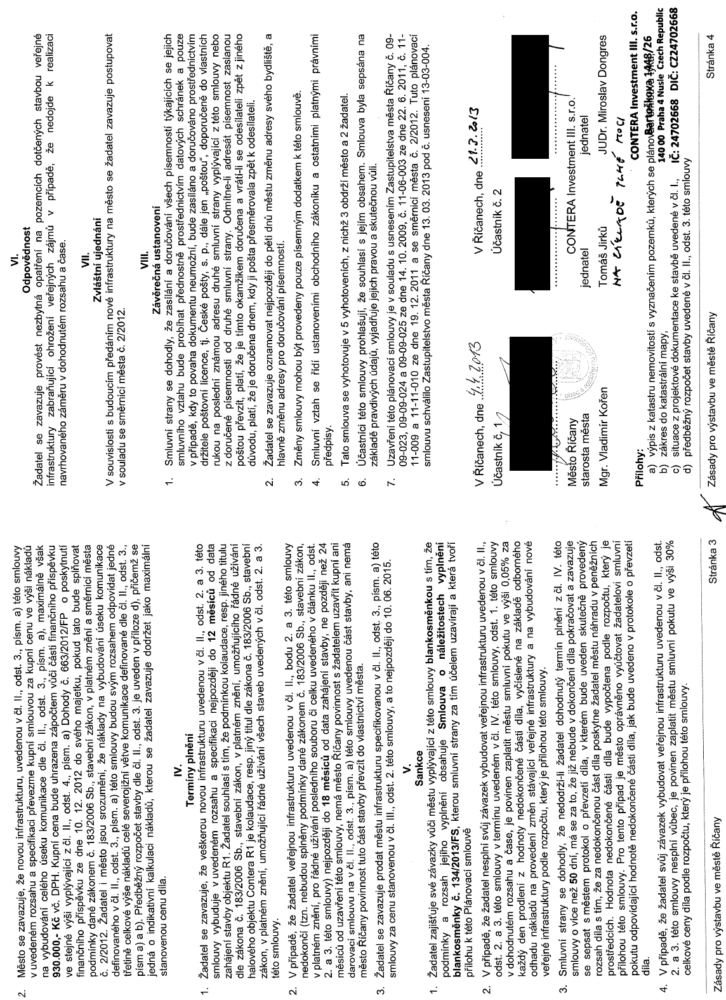 2. Město se zavazuje, že novou infrastrukturu, uvedenou v čl. II., odst. 3., písm. a) této smlouvy
v uvedeném rozsahu a specifikaci převezme kupní smlouvou za kupní cenu ve výši nákladů
na vybudování celého úseku komunikace dle čl. II., odst. 3., písm. a), maximálně však
930.000,- Kč vč. DPH. Kupní cena bude uhrazena zápočtem vůči části finančního příspěvku
ve stejné výši vyplývající z čl. II., odst. 4., písm. a) Dohody č. 663/2012/FP o poskytnutí
finančního příspěvku ze dne 10. 12. 2012 do svého majetku, pokud tato bude splňovat
podmínky dané zákonem č. 183/2006 Sb., stavební zákon, v platném znění a směrnicí města
č. 2/2012. Žadatel i město jsou srozuměni, že náklady na vybudování úseku komunikace
definovaného v čl. II., odst. 3., písm. a) této smlouvy budou svým rozsahem odpovídat jedné
třetině celkové výše nákladů celé severojižní větve komunikace definované dle čl. II., odst. 3.,
písm a) a b). Předběžný rozpočet stavby dle čl. II., odst. 3. je uveden v příloze d), přičemž se
jedná o indikativní kalkulaci nákladů, kterou se žadatel zavazuje dodržet jako maximální
stanovenou cenu díla.
IV.
Termíny plnění
1. Žadatel se zavazuje, že veškerou novou infrastrukturu uvedenou v čl. II., odst. 2. a 3. této
smlouvy vybuduje v uvedeném rozsahu a specifikaci nejpozději do 12 měsíců od data
zahájení stavby objektu R1. Žadatel souhlasí s tím, že podmínkou kolaudace, resp. jiného titulu
dle zákona č. 183/2006 Sb., stavební zákon, v platném znění, umožňujícího řádné užívání
halového objektu Contera R1 je kolaudace, resp. jiný titul dle zákona č. 183/2006 Sb., stavební
zákon, v platném znění, umožňující řádné užívání všech staveb uvedených v čl. odst. 2. a 3.
této smlouvy.
2. V případě, že žadatel veřejnou infrastrukturu uvedenou v čl. II., bodu 2. a 3. této smlouvy
nedokončí (tzn. nebudou splněny podmínky dané zákonem č. 183/2006 Sb., stavební zákon,
v platném znění, pro řádné užívání posledního souboru či celku uvedeného v článku II., odst.
2. a 3. této smlouvy) nejpozději do 18 měsíců od data zahájení stavby, ne později než 24
měsíců od uzavření této smlouvy, nemá město Říčany povinnost s žadatelem uzavřít kupní ani
darovací smlouvu na v čl. II., odst. 3., písm. a) této smlouvy uvedenou část stavby, ani nemá
město Říčany povinnost tuto část stavby převzít do vlastnictví města.
3. Žadatel se zavazuje prodat městu infrastrukturu specifikovanou v čl. II., odst. 3., písm. a) této
smlouvy za cenu stanovenou v čl. III., odst. 2. této smlouvy, a to nejpozději do 10. 06. 2015.
V.
Sankce
1. Žadatel zajišťuje své závazky vůči městu vyplývající z této smlouvy blankosměnkou s tím, že
podmínky a rozsah jejího vyplnění obsahuje Smlouva o náležitostech vyplnění
blankosměnky č. 134/2013/FS, kterou smluvní strany za tím účelem uzavírají a která tvoří
přílohu k této Plánovací smlouvě
2. V případě, že žadatel nesplní svůj závazek vybudovat veřejnou infrastrukturu uvedenou v čl. II.,
odst. 2. a 3. této smlouvy v termínu uvedeném v čl. IV. této smlouvy, odst. 1. této smlouvy
v dohodnutém rozsahu a čase, je povinen zaplatit městu smluvní pokutu ve výši 0,05% za
každý den prodlení z hodnoty nedokončené části díla, vyčíslené na základě odborného
odhadu nákladů na provedení změn stávající veřejné infrastruktury a na vybudování nové
veřejné infrastruktury podle rozpočtu, který je přílohou této smlouvy.
3. Smluvní strany se dohodly, že nedodrží-li žadatel dohodnutý termín plnění z čl. IV. této
smlouvy o více než 50 dní, má se za to, že již nebude v dokončení díla pokračovat a zavazuje
se sepsat s městem protokol o převzetí díla, v kterém bude uveden skutečně provedený
rozsah díla s tím, že za nedokončenou část díla poskytne žadatel městu náhradu v peněžních
prostředcích. Hodnota nedokončené části díla bude vypočtena podle rozpočtu, který je
přílohou této smlouvy. Pro tento případ je město oprávněno vyúčtovat žadatelovi smluvní
pokutu odpovídající hodnotě nedokončené části díla, jak bude uvedeno v protokole o převzetí
díla.
4. V případě, že žadatel svůj závazek vybudovat veřejnou infrastrukturu uvedenou v čl. II., odst.
2. a 3. této smlouvy nesplní vůbec, je povinen zaplatit městu smluvní pokutu ve výši 30%
celkové ceny díla podle rozpočtu, který je přílohou této smlouvy.
Zásady pro výstavbu ve městě Říčany Stránka 3
VI.
Odpovědnost
Žadatel se zavazuje provést nezbytná opatření na pozemcích dotčených stavbou veřejné
infrastruktury zabraňující ohrožení veřejných zájmů v případě, že nedojde k realizaci
navrhovaného záměru v dohodnutém rozsahu a čase.
VII.
Zvláštní ujednání
V souvislosti s budoucím předáním nové infrastruktury na město se žadatel zavazuje postupovat
v souladu se směrnicí města č. 2/2012.
VIII.
Závěrečná ustanovení
1. Smluvní strany se dohodly, že zasílání a doručování všech písemností týkajících se jejich
smluvního vztahu bude probíhat přednostně prostřednictvím datových schránek a pouze
v případě, kdy to povaha dokumentu neumožní, bude zasíláno a doručováno prostřednictvím
držitele poštovní licence, tj. České pošty, s. p., dále jen „poštou“, doporučeně do vlastních
rukou na poslední známou adresu druhé smluvní strany vyplývající z této smlouvy nebo
z doručené písemnosti od druhé smluvní strany. Odmítne-li adresát písemnost zaslanou
poštou převzít, platí, že je tímto okamžikem doručena a vrátí-li se odesílateli zpět z jiného
důvodu, platí, že je doručena dnem, kdy ji pošta přesměrovala zpět k odesílateli.
2. Žadatel se zavazuje oznamovat nejpozději do pěti dnů městu změnu adresy svého bydliště, a
hlavně změnu adresy pro doručování písemností.
3. Změny smlouvy mohou být provedeny pouze písemným dodatkem k této smlouvě.
4. Smluvní vztah se řídí ustanoveními obchodního zákoníku a ostatními platnými právními
předpisy.
5. Tato smlouva se vyhotovuje v 5 vyhotoveních, z nichž 3 obdrží město a 2 žadatel.
6. Účastníci této smlouvy prohlašují, že souhlasí s jejím obsahem. Smlouva byla sepsána na
základě pravdivých údajů, vyjadřuje jejich pravou a skutečnou vůli.
7. Uzavření této plánovací smlouvy je v souladu s usnesením Zastupitelstva města Říčany č. 09-
09-023, 09-09-024 a 09-09-025 ze dne 14. 10. 2009, č. 11-06-003 ze dne 22. 6. 2011, č. 11-
11-009 a 11-11-010 ze dne 19. 12. 2011 a se směrnicí města č. 2/2012. Tuto plánovací
smlouvu schválilo Zastupitelstvo města Říčany dne 13. 03. 2013 pod č. usnesení 13-03-004.
V Říčanech, dne 4.4.2013 V Říčanech, dne 21.3.2013
Účastník č. 1 Účastník č. 2
Město Říčany CONTERA Investment III. s.r.o.
starosta města jednatel jednatel
Mgr. Vladimír Kořen Tomáš Jirků JUDr. Miroslav Dongres
NA ZÁKLADĚ PLNÉ MOCI
CONTERA Investment III. s.r.o.
Bartoškova 1448/26
140 00 Praha 4 Nusle Czech Republic
IČ: 24702668 DIČ: CZ24702668
Přílohy:
a) výpis z katastru nemovitostí s vyznačením pozemků, kterých se plánovací smlouva týká,
b) zákres do katastrální mapy,
c) situace z projektové dokumentace ke stavbě uvedené v čl. I.,
d) předběžný rozpočet stavby uvedené v čl. II., odst. 3. této smlouvy
Zásady pro výstavbu ve městě Říčany Stránka 4